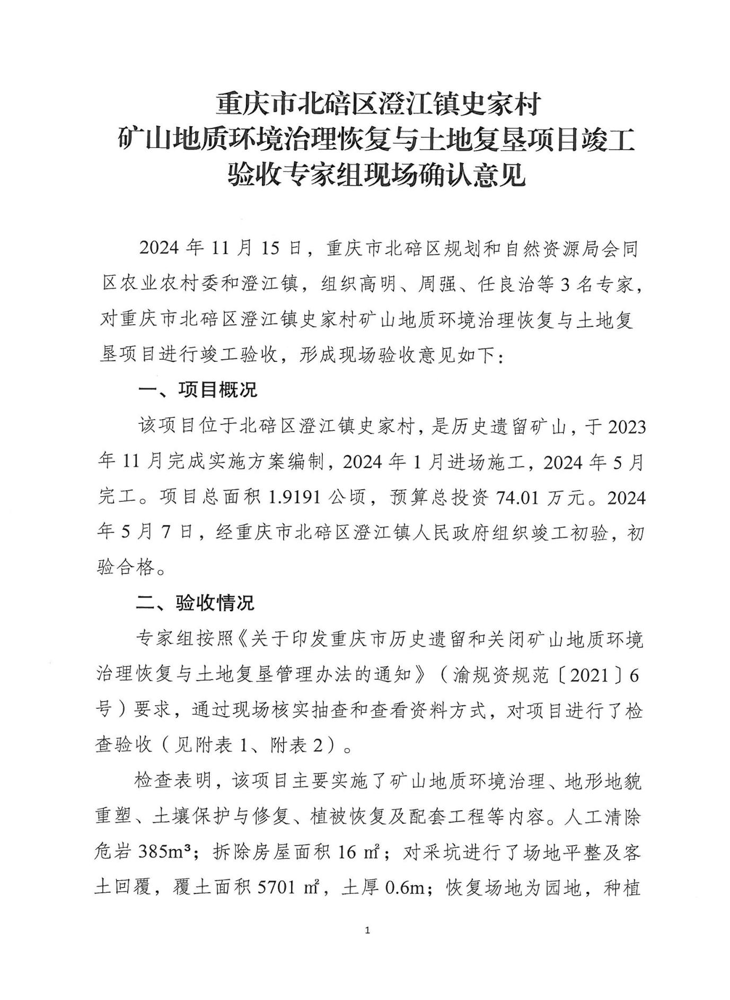 重庆市北碚区澄江镇史家村
矿山地质环境治理恢复与土地复垦项目竣工
验收专家组现场确认意见
2024 年 11 月 15 日，重庆市北碚区规划和自然资源局会同
区农业农村委和澄江镇，组织高明、周强、任良治等 3 名专家，
对重庆市北碚区澄江镇史家村矿山地质环境治理恢复与土地复
垦项目进行竣工验收，形成现场验收意见如下：
一、项目概况
该项目位于北碚区澄江镇史家村，是历史遗留矿山，于 2023
年 11 月完成实施方案编制，2024 年 1 月进场施工，2024 年 5 月
完工。项目总面积 1.9191 公顷，预算总投资 74.01 万元。2024
年 5 月 7 日，经重庆市北碚区澄江镇人民政府组织竣工初验，初
验合格。
二、验收情况
专家组按照《关于印发重庆市历史遗留和关闭矿山地质环境
治理恢复与土地复垦管理办法的通知》（渝规资规范〔2021〕6
号）要求，通过现场核实抽查和查看资料方式，对项目进行了检
查验收（见附表 1、附表 2）。
检查表明，该项目主要实施了矿山地质环境治理、地形地貌
重塑、土壤保护与修复、植被恢复及配套工程等内容。人工清除
危岩 385m³；拆除房屋面积 16 ㎡；对采坑进行了场地平整及客
土回覆，覆土面积 5701 ㎡，土厚 0.6m；恢复场地为园地，种植
1